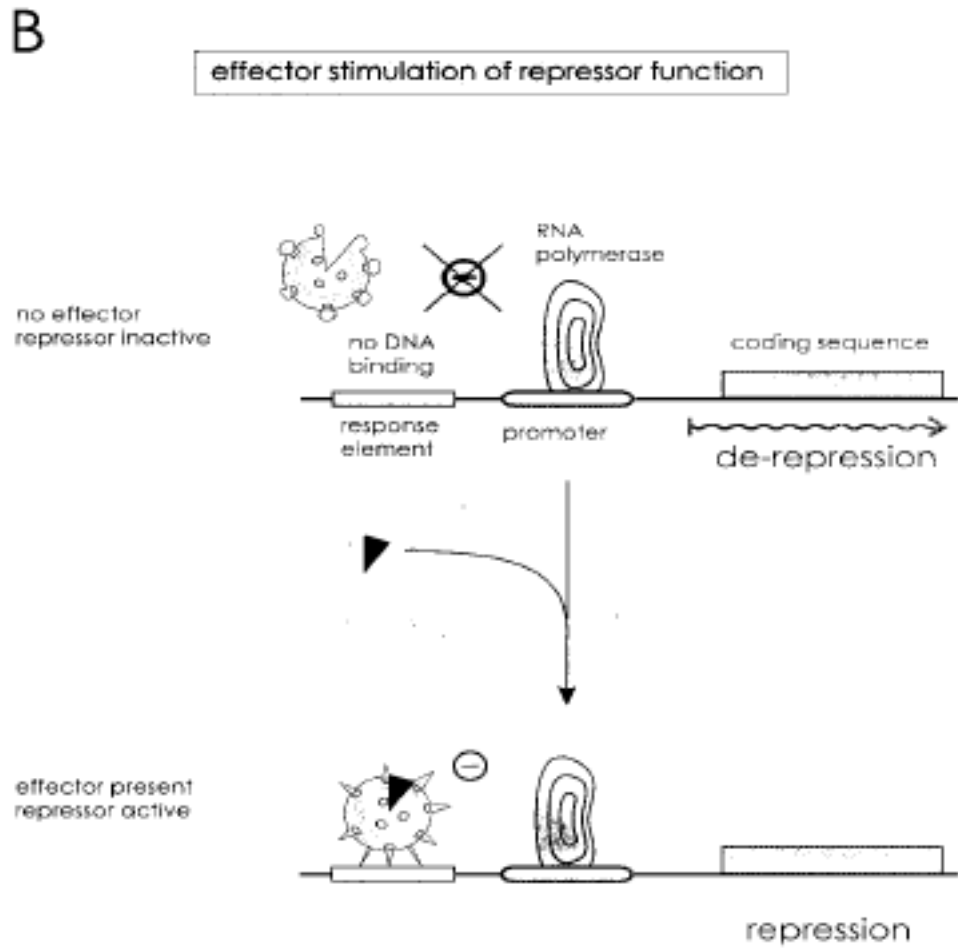 B
effector stimulation of repressor function
RNA
polymerase
no effector
repressor inactive
no DNA
binding
coding sequence
response
element
promoter
de-repression
effector present
repressor active
repression